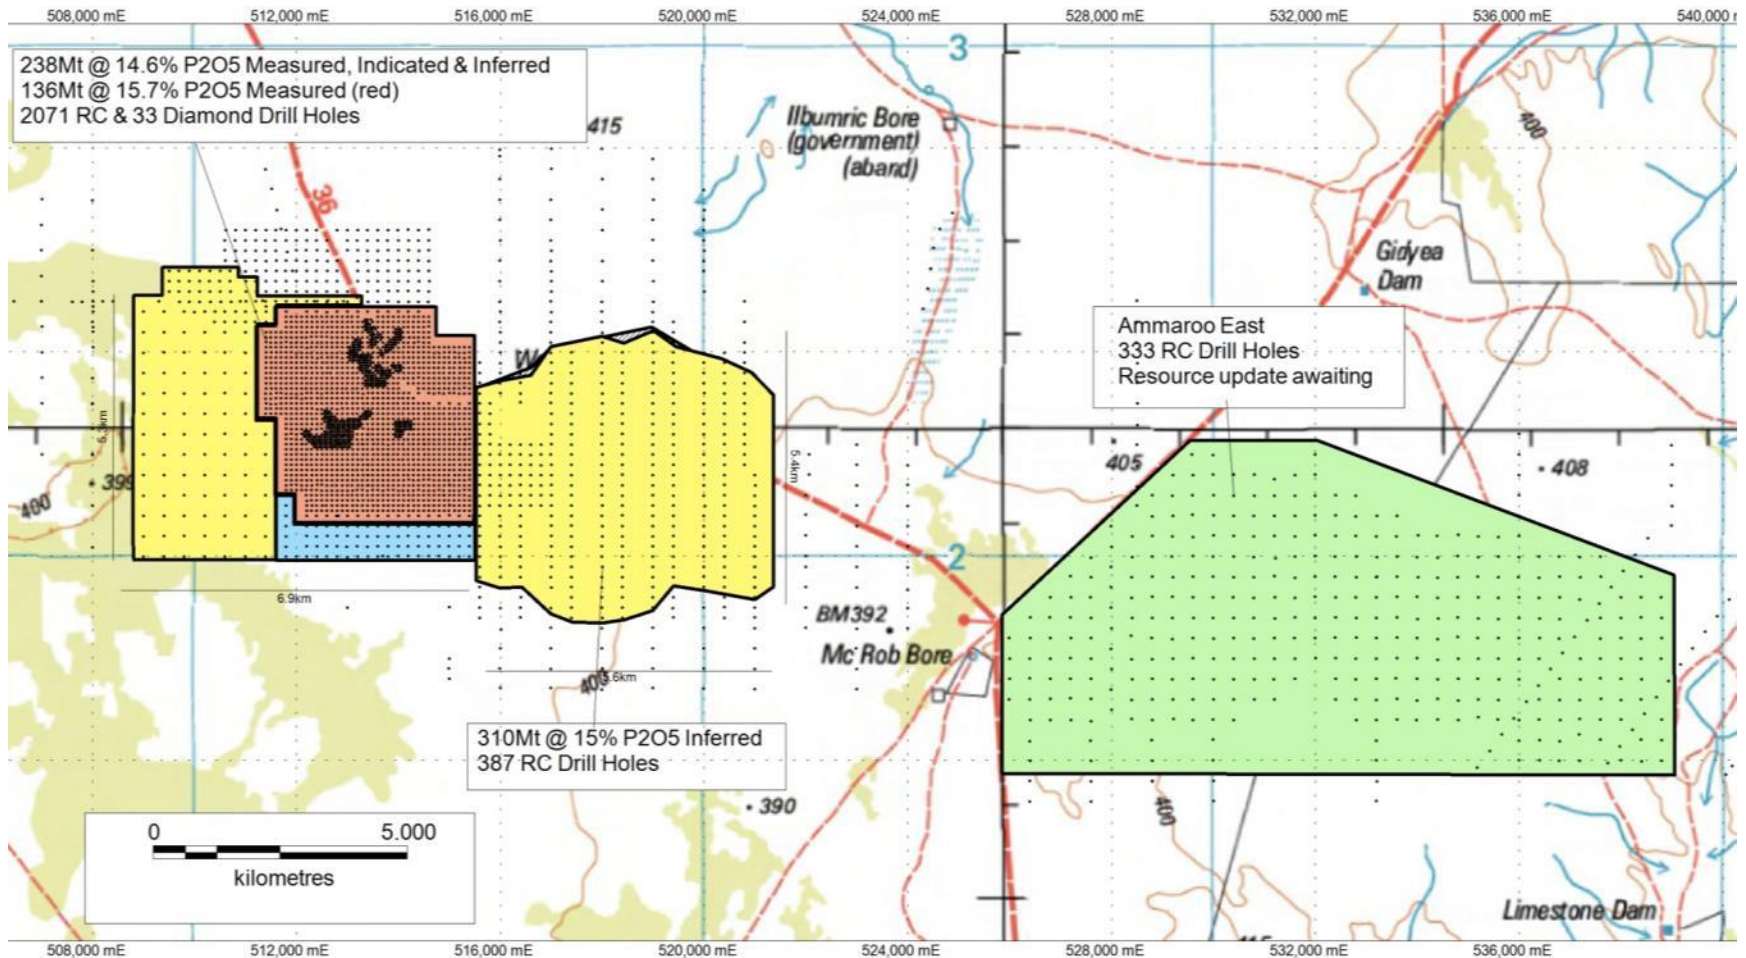 508,000 mE 512,000 mE 516,000 mE 520,000 mE 524,000 mE 528,000 mE 532,000 mE 536,000 mE 540,000 m
238Mt @ 14.6% P2O5 Measured, Indicated & Inferred
136Mt @ 15.7% P2O5 Measured (red)
2071 RC & 33 Diamond Drill Holes
3
415
Ilbumric Bore
(government)
(aband)
400
36
Gidyea
Dam
Ammaroo East
333 RC Drill Holes
Resource update awaiting
W
5.4km
399
400
405
408
2
6.9km
BM392
Mc Rob Bore
400
5.6km
310Mt @ 15% P2O5 Inferred
387 RC Drill Holes
390
400
0 5.000
kilometres
Limestone Dam
508,000 mE 512,000 mE 516,000 mE 520,000 mE 524,000 mE 528,000 mE 532,000 mE 536,000 mE 540,000 m